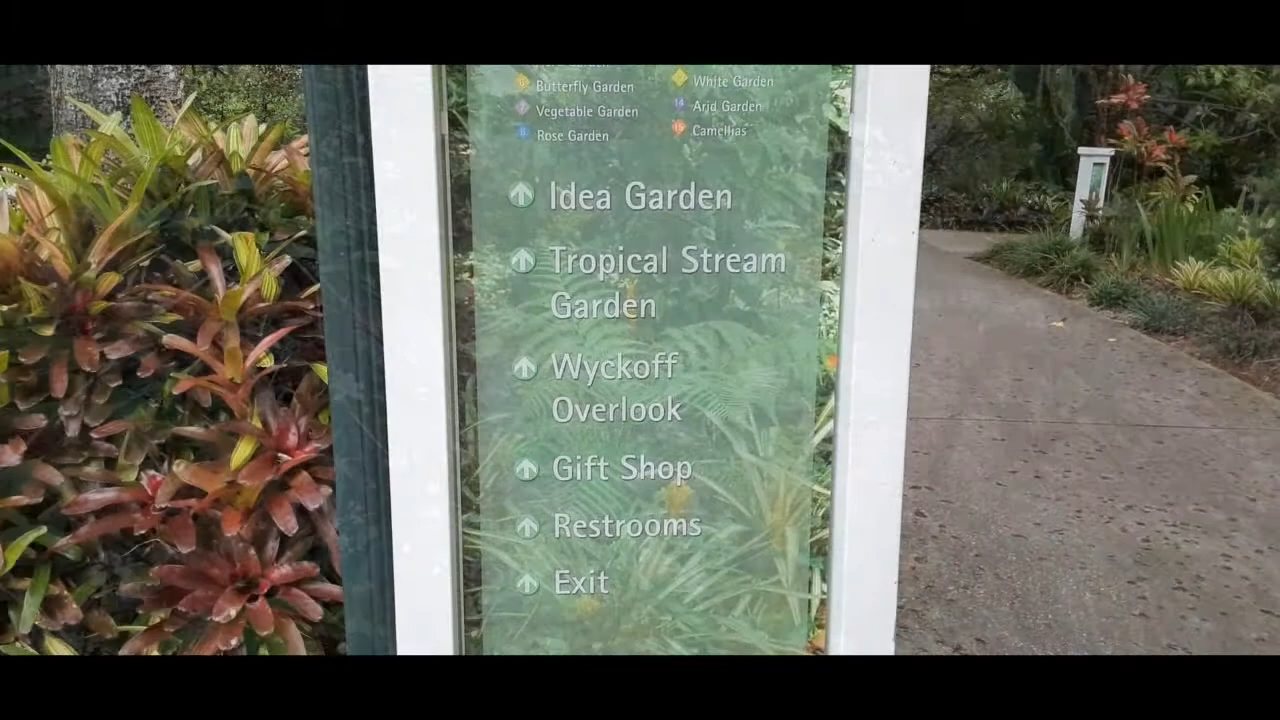 Butterfly Garden
White Garden
Vegetable Garden
14 Arid Garden
Rose Garden
Camellias
Idea Garden
Tropical Stream
Garden
Wyckoff
Overlook
Gift Shop
Restrooms
Exit